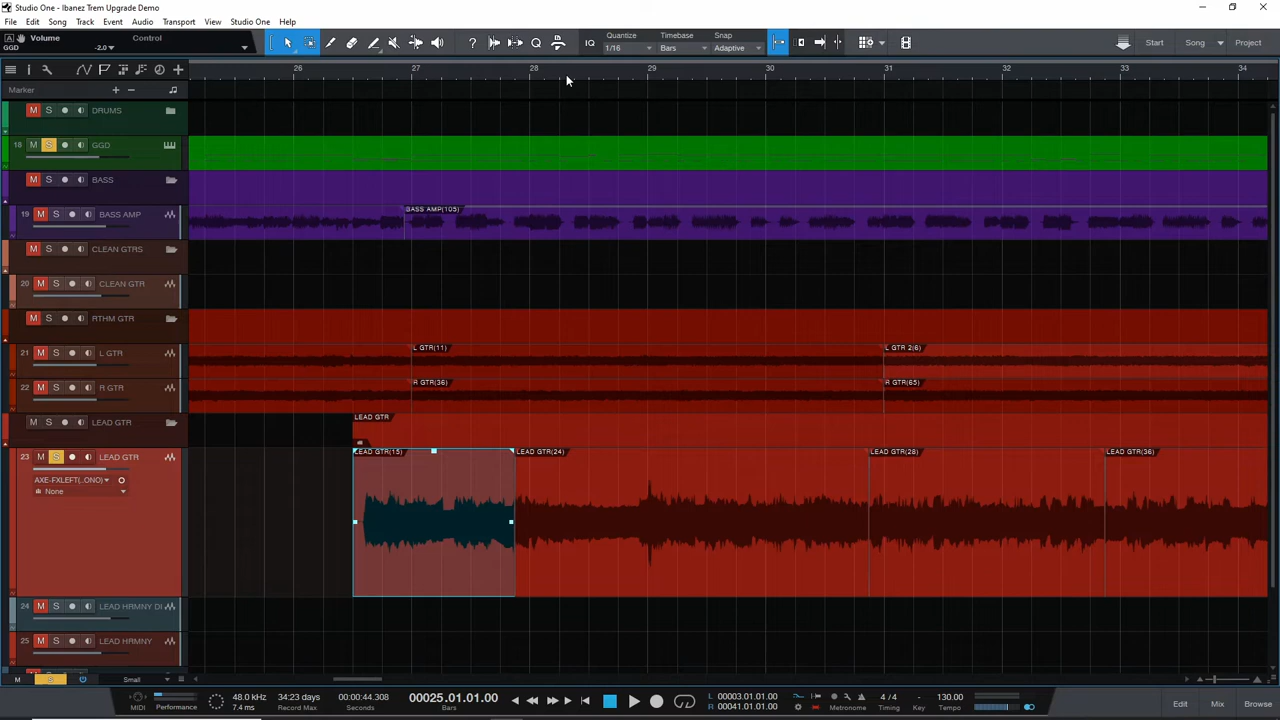 Studio One - Ibanez Trem Upgrade Demo
File Edit Song Track Event Audio Transport View Studio One Help
Volume Control
GGD -2.0
IQ Quantize Timebase Snap
1/16 Bars Adaptive
Start Song Project
26 27 28 29 30 31 32 33 34
Marker
M S DRUMS
18 M S GGD
M S BASS
19 M S BASS AMP
BASS AMP(105)
M S CLEAN GTRS
20 M S CLEAN GTR
M S RTHM GTR
21 M S L GTR
L GTR(11) L GTR 2(6)
22 M S R GTR
R GTR(36) R GTR(65)
M S LEAD GTR
LEAD GTR
23 M S LEAD GTR
LEAD GTR(15) LEAD GTR(24) LEAD GTR(28) LEAD GTR(36)
AXE-FXLEFT(..ONO)
None
24 M S LEAD HRMNY DI
25 M S LEAD HRMNY
M S Small
MIDI Performance
48.0 kHz
7.4 ms
34:23 days
Record Max
00:00:44.308
Seconds
00025.01.01.00
Bars
L 00003.01.01.00
R 00041.01.01.00
Metronome
4 / 4
Timing
-
Key
130.00
Tempo
Edit Mix Browse